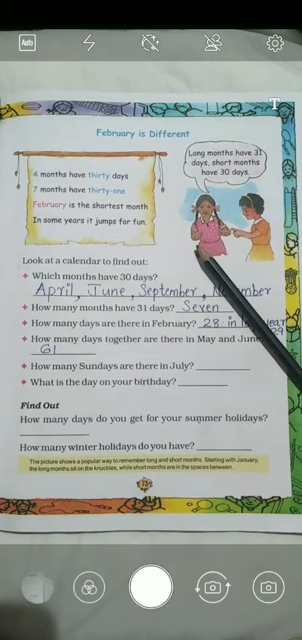 Auto
T
February is Different
Long months have 31
days, short months
have 30 days.
4 months have thirty days
7 months have thirty-one
February is the shortest month
In some years it jumps for fun.
Look at a calendar to find out:
Which months have 30 days?
April, June, September,
How many months have 31 days? Seven
How many days are there in February? 28 in
How many days together are there in May and June
61
How many Sundays are there in July?
What is the day on your birthday?
Find Out
How many days do you get for your summer holidays?
How many winter holidays do you have?
The picture shows a popular way to remember long and short months. Starting with January,
the long months sit on the knuckles, while short months are in the spaces between.